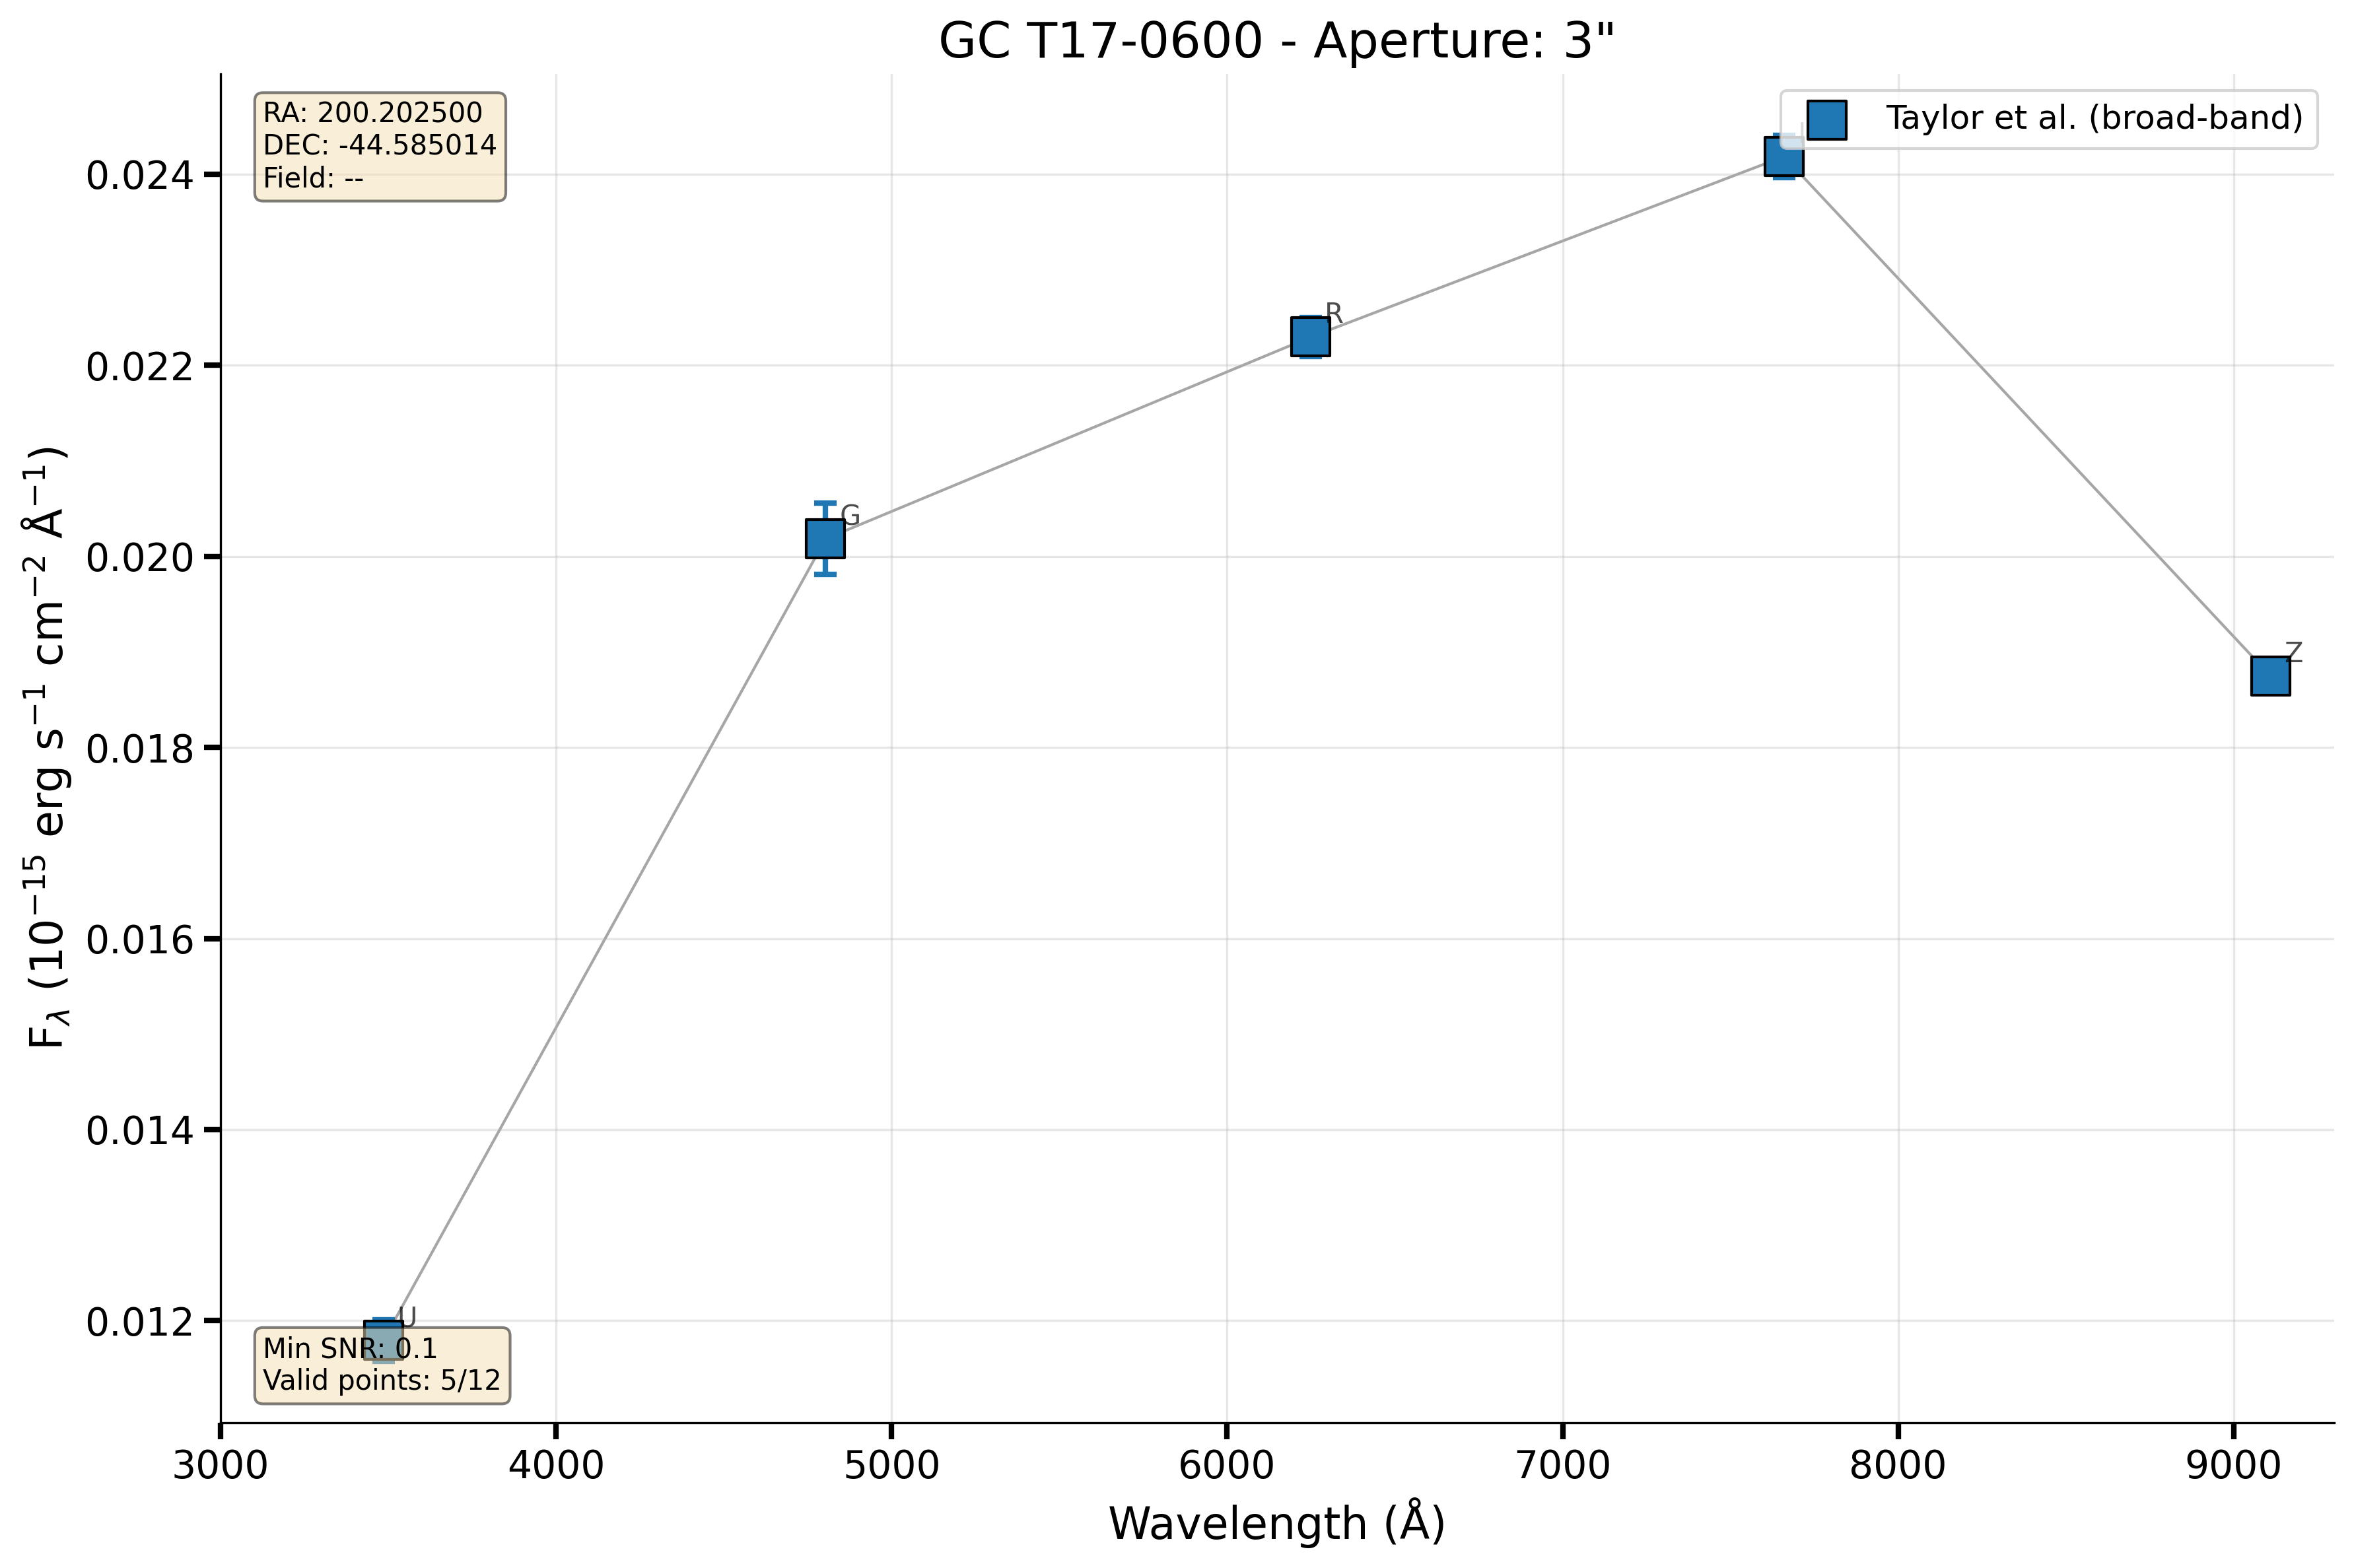 GC T17-0600 - Aperture: 3"
RA: 200.202500
DEC: -44.585014
Field: --
Taylor et al. (broad-band)
0.024
0.022
0.020
0.018
0.016
0.014
0.012
F_λ (10⁻¹⁵ erg s⁻¹ cm⁻² Å⁻¹)
U
G
R
I
Z
Min SNR: 0.1
Valid points: 5/12
3000 4000 5000 6000 7000 8000 9000
Wavelength (Å)